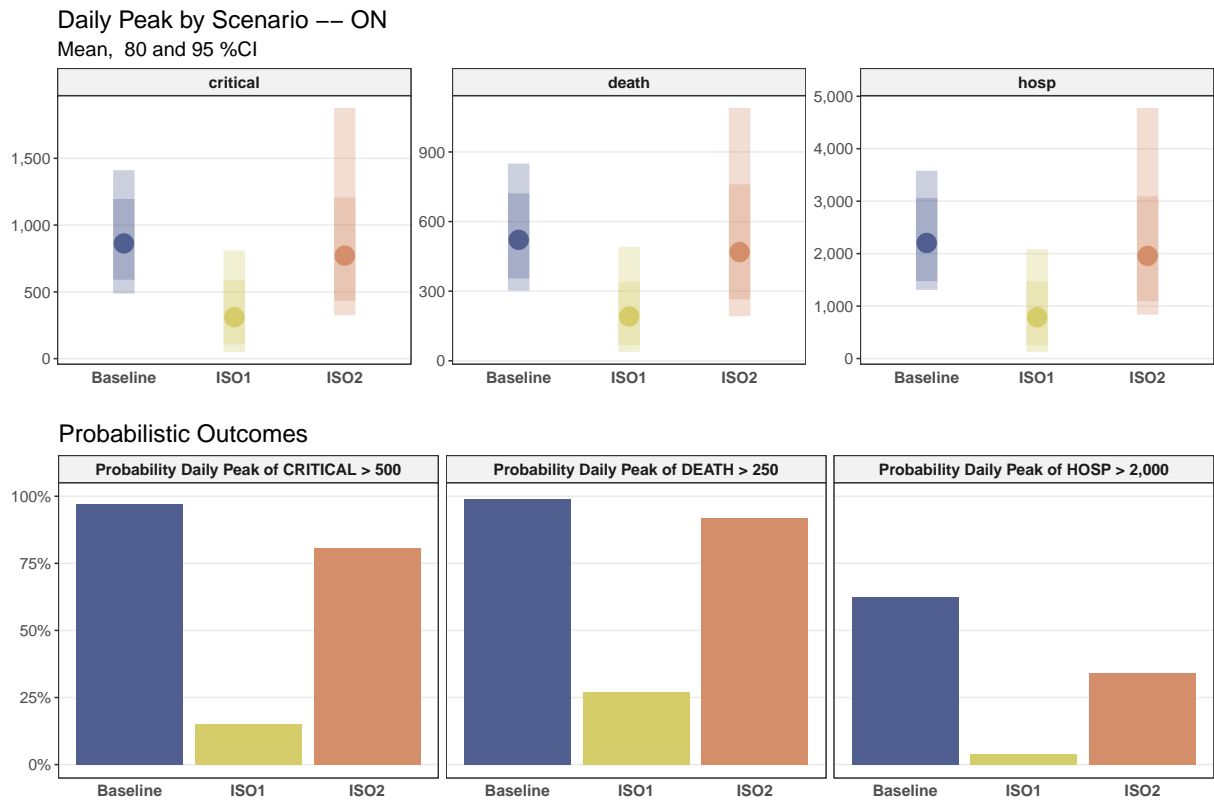 Daily Peak by Scenario −− ON
Mean,  80 and 95 %CI
critical
death
hosp
1,500
1,000
500
0
900
600
300
0
5,000
4,000
3,000
2,000
1,000
0
Baseline ISO1 ISO2
Baseline ISO1 ISO2
Baseline ISO1 ISO2
Probabilistic Outcomes
Probability Daily Peak of CRITICAL > 500
Probability Daily Peak of DEATH > 250
Probability Daily Peak of HOSP > 2,000
100%
75%
50%
25%
0%
Baseline ISO1 ISO2
Baseline ISO1 ISO2
Baseline ISO1 ISO2